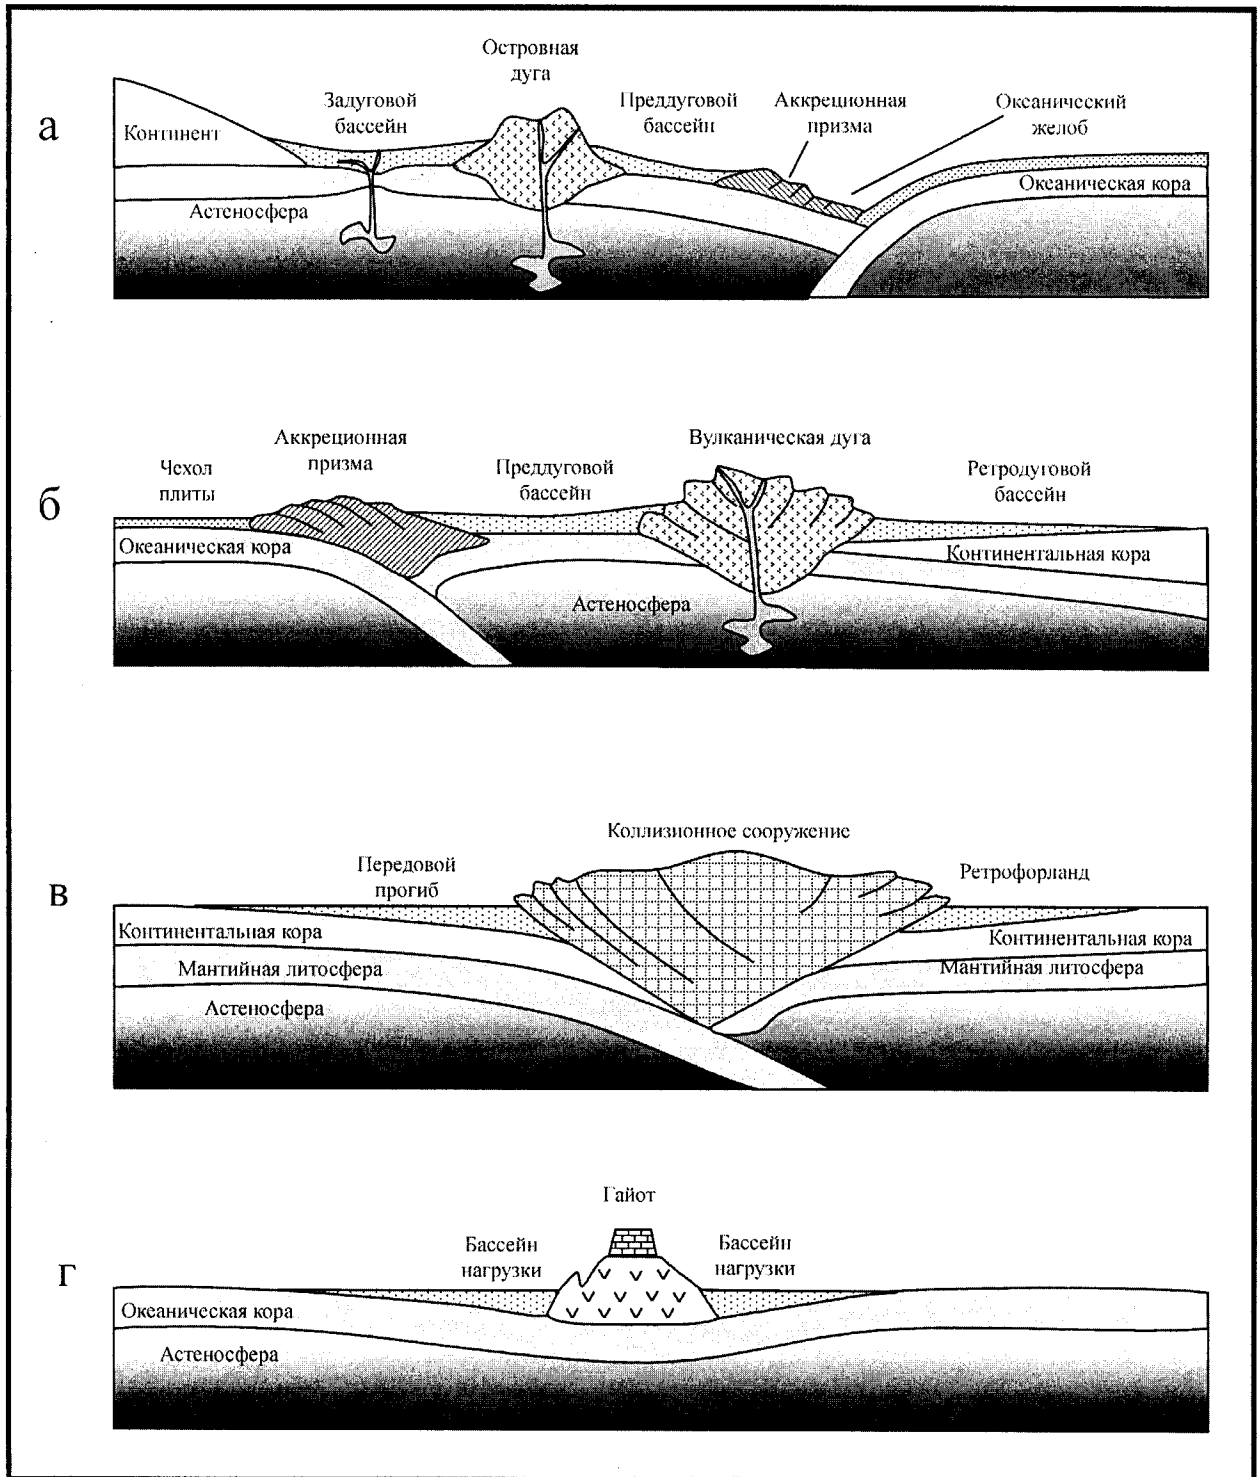 а
Островная
дуга
Задуговой
бассейн
Преддуговой
бассейн
Аккреционная
призма
Океанический
желоб
Континент
Океаническая кора
Астеносфера
б
Аккреционная
призма
Вулканическая дуга
Чехол
плиты
Преддуговой
бассейн
Ретродуговой
бассейн
Океаническая кора
Континентальная кора
Астеносфера
в
Коллизионное сооружение
Передовой
прогиб
Ретрофорланд
Континентальная кора
Континентальная кора
Мантийная литосфера
Мантийная литосфера
Астеносфера
г
Гайот
Бассейн
нагрузки
Бассейн
нагрузки
Океаническая кора
Астеносфера